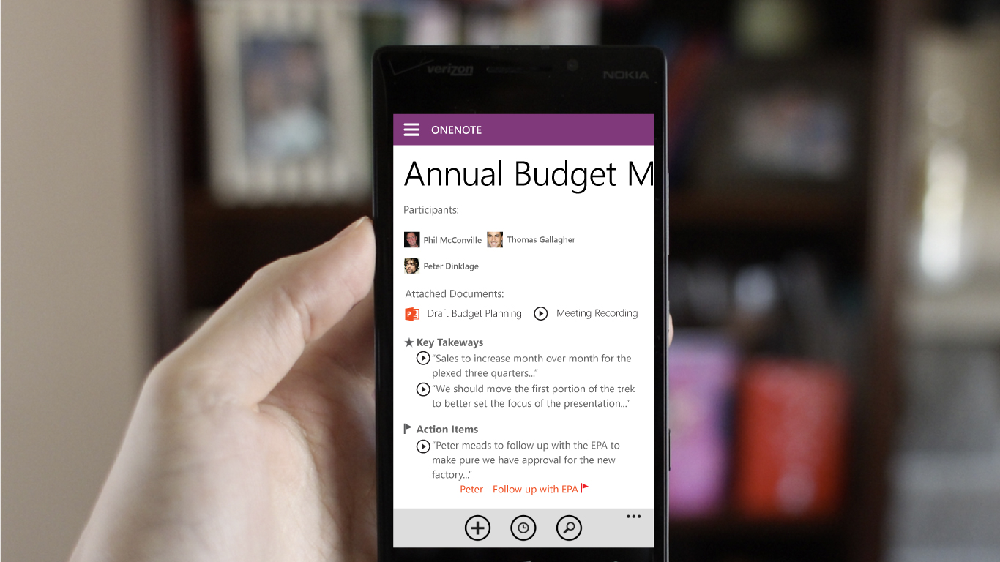 verizon
NOKIA
ONENOTE
Annual Budget M
Participants:
Phil McConville Thomas Gallagher
Peter Dinklage
Attached Documents:
Draft Budget Planning Meeting Recording
Key Takeways
“Sales to increase month over month for the
plexed three quarters...”
“We should move the first portion of the trek
to better set the focus of the presentation...”
Action Items
“Peter meads to follow up with the EPA to
make pure we have approval for the new
factory...”
Peter - Follow up with EPA